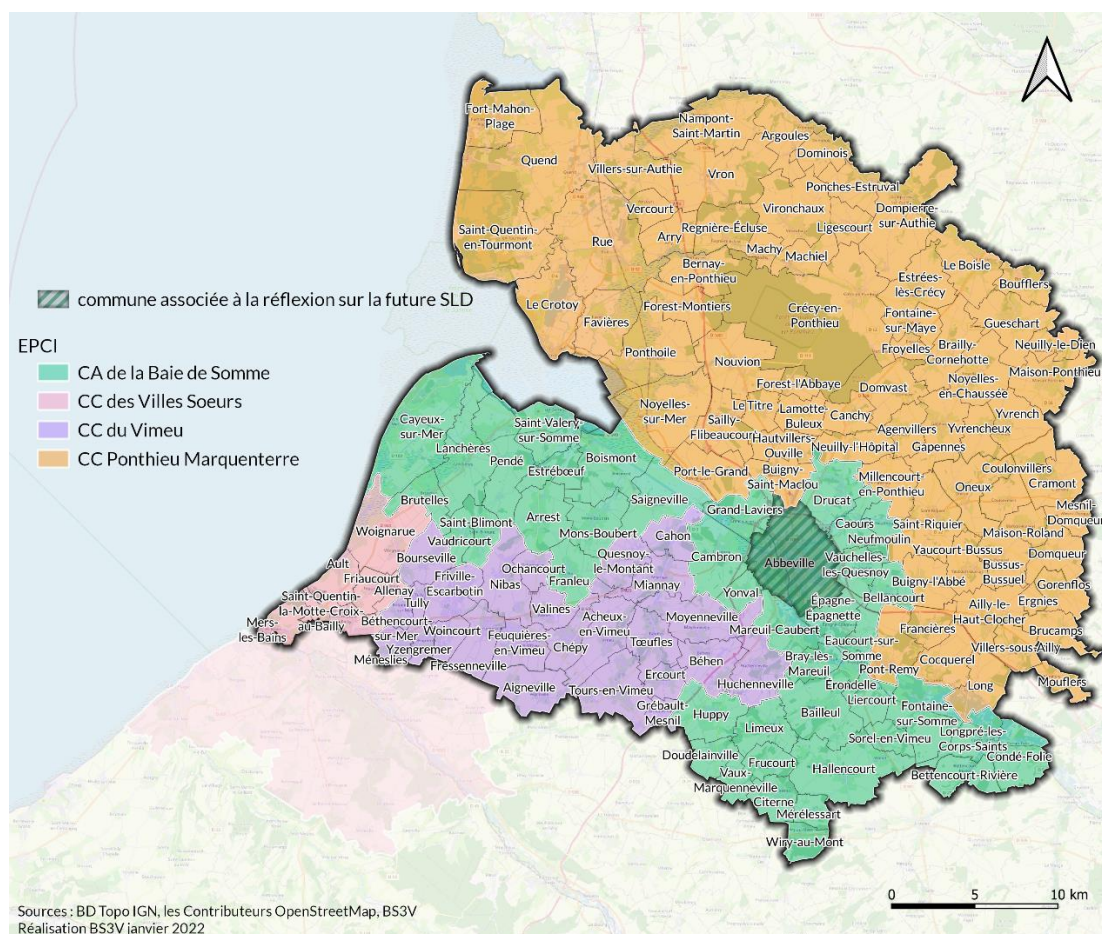 Fort-Mahon-
Plage
Nampont-
Saint-Martin
Argoules
Dominois
Quend
Villers-sur-Authie
Vron
Ponches-Estruval
Vercourt
Vironchaux
Dompierre-
sur-Authie
Saint-Quentin-
en-Tourmont
Rue
Arry
Regnière-Écluse
Ligescourt
Machy
Machiel
Bernay-
en-Ponthieu
Le Boisle
Estrées-
lès-Crécy
Boufflers
commune associée à la réflexion sur la future SLD
Le Crotoy
Favières
Forest-Montiers
Crécy-en-
Ponthieu
Fontaine-
sur-Maye
Gueschart
EPCI
Froyelles
Brailly-
Cornehotte
Neuilly-le-Dien
Ponthoile
Nouvion
Maison-Ponthieu
CA de la Baie de Somme
Forest-l'Abbaye
Domvast
Noyelles-
en-Chaussée
CC des Villes Soeurs
Noyelles-
sur-Mer
Le Titre
Lamotte-
Buleux
Canchy
Yvrench
CC du Vimeu
Cayeux-
sur-Mer
Saint-Valery-
sur-Somme
Sailly-
Flibeaucour
Agenvillers
Yvrencheux
CC Ponthieu Marquenterre
Lanchères
Hautvillers-
Ouville
Neuilly-l'Hôpital
Gapennes
Pendé
Boismont
Estrébœuf
Port-le-Grand
Buigny-
Saint-Maclou
Millencourt-
en-Ponthieu
Coulonvillers
Oneux
Cramont
Brutelles
Saigneville
Drucat
Grand-Laviers
Mesnil-
Domqueur
Woignarue
Saint-Blimont
Arrest
Caours
Saint-Riquier
Vaudricourt
Mons-Boubert
Cahon
Neufmoulin
Maison-Roland
Bourseville
Quesnoy-
le-Montant
Cambron
Abbeville
Vauchelles-
les-Quesnoy
Yaucourt-Bussus
Domqueur
Ault
Ochancourt
Bussus-
Bussuel
Friaucourt
Friville-
Escarbotin
Nibas
Franleu
Miannay
Buigny-l'Abbé
Gorenflos
Allenay
Yonval
Bellancourt
Ergnies
Saint-Quentin-
la-Motte-Croix-
au-Bailly
Tully
Valines
Épagne-
Épagnette
Ailly-le-
Haut-Clocher
Mers-
les-Bains
Béthencourt-
sur-Mer
Acheux-
en-Vimeu
Moyenneville
Mareuil-Caubert
Francières
Brucamps
Woincourt
Feuquières-
en-Vimeu
Eaucourt-sur-
Somme
Villers-sous-
Ailly
Yzengremer
Chépy
Tœufles
Bray-lès-
Mareuil
Cocquerel
Méneslies
Fressenneville
Béhen
Pont-Remy
Mouflers
Aigneville
Ercourt
Huchenneville
Érondelle
Long
Tours-en-Vimeu
Liercourt
Grébault-
Mesnil
Huppy
Bailleul
Fontaine-
sur-Somme
Limeux
Longpré-les-
Corps-Saints
Sorel-en-Vimeu
Doudelainville
Condé-Folie
Frucourt
Hallencourt
Bettencourt-Rivière
Vaux-
Marquenneville
Citerne
Mérélessart
Wiry-au-Mont
0 5 10 km
Sources : BD Topo IGN, les Contributeurs OpenStreetMap, BS3V
Réalisation BS3V janvier 2022